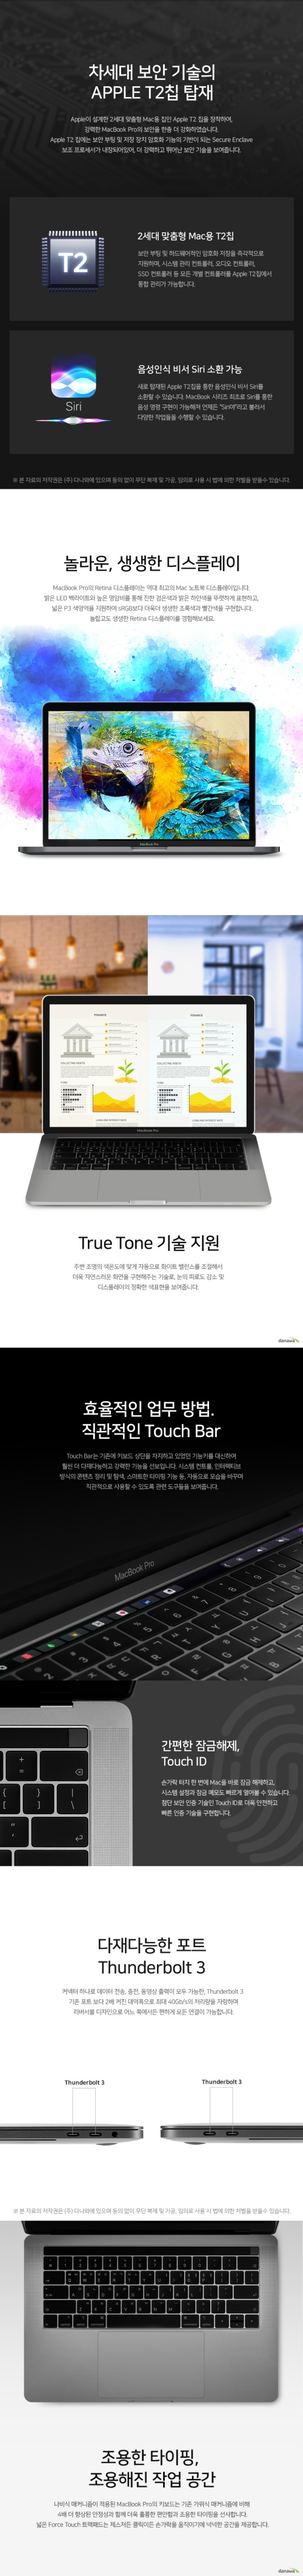 차세대 보안 기술의
APPLE T2칩 탑재
Apple이 설계한 2세대 맞춤형 Mac용 칩인 Apple T2 칩을 장착하여,
강력한 MacBook Pro의 보안을 한층 더 강화하였습니다.
Apple T2 칩에는 보안 부팅 및 저장 장치 암호화 기능의 기반이 되는 Secure Enclave
보조 프로세서가 내장되어있어, 더 강력하고 뛰어난 보안 기술을 보여줍니다.
T2
2세대 맞춤형 Mac용 T2칩
보안 부팅 및 하드웨어적인 암호화 저장을 즉각적으로
지원하며, 시스템 관리 컨트롤러, 오디오 컨트롤러,
SSD 컨트롤러 등 모든 개별 컨트롤러를 Apple T2칩에서
통합 관리가 가능합니다.
Siri
음성인식 비서 Siri 소환 가능
새로 탑재된 Apple T2칩을 통한 음성인식 비서 Siri를
소환할 수 있습니다. MacBook 시리즈 최초로 Siri를 통한
음성 명령 구현이 가능해져 언제든 "Siri야"라고 불러서
다양한 작업들을 수행할 수 있습니다.
※ 본 자료의 저작권은 (주) 다나와에 있으며 동의 없이 무단 복제 및 가공, 임의로 사용 시 법에 의한 처벌을 받을수 있습니다.
놀라운, 생생한 디스플레이
MacBook Pro의 Retina 디스플레이는 역대 최고의 Mac 노트북 디스플레이입니다.
밝은 LED 백라이트와 높은 명암비를 통해 진한 검은색과 밝은 하얀색을 뚜렷하게 표현하고,
넓은 P3 색영역을 지원하여 sRGB보다 더욱더 생생한 초록색과 빨간색을 구현합니다.
놀랍고도 생생한 Retina 디스플레이를 경험해보세요.
MacBook Pro
MacBook Pro
True Tone 기술 지원
주변 조명의 색온도에 맞게 자동으로 화이트 밸런스를 조절해서
더욱 자연스러운 화면을 구현해주는 기술로, 눈의 피로도 감소 및
디스플레이의 정확한 색표현을 보여줍니다.
danawa
효율적인 업무 방법.
직관적인 Touch Bar
Touch Bar는 기존에 키보드 상단을 차지하고 있었던 기능키를 대신하여
훨씬 더 다재다능하고 강력한 기능을 선보입니다. 시스템 컨트롤, 인터랙티브
방식의 콘텐츠 정리 및 탐색, 스마트한 타이핑 기능 등, 자동으로 모습을 바꾸며
직관적으로 사용할 수 있도록 관련 도구들을 보여줍니다.
MacBook Pro
간편한 잠금해제,
Touch ID
손가락 터치 한 번에 Mac을 바로 잠금 해제하고,
시스템 설정과 잠금 메모도 빠르게 열어볼 수 있습니다.
첨단 보안 인증 기술인 Touch ID로 더욱 안전하고
빠른 인증 기술을 구현합니다.
다재다능한 포트
Thunderbolt 3
커넥터 하나로 데이터 전송, 충전, 동영상 출력이 모두 가능한, Thunderbolt 3
기존 포트 보다 2배 커진 대역폭으로 최대 40Gb/s의 처리량을 자랑하며
리버서블 디자인으로 어느 쪽에서든 편하게 모든 연결이 가능합니다.
Thunderbolt 3
Thunderbolt 3
※ 본 자료의 저작권은 (주) 다나와에 있으며 동의 없이 무단 복제 및 가공, 임의로 사용 시 법에 의한 처벌을 받을수 있습니다.
조용한 타이핑,
조용해진 작업 공간
나비식 메커니즘이 적용된 MacBook Pro의 키보드는 기존 가위식 메커니즘에 비해
4배 더 향상된 안정성과 함께 더욱 훌륭한 편안함과 조용한 타이핑을 선사합니다.
넓은 Force Touch 트랙패드는 제스처든 클릭이든 손가락을 움직이기에 넉넉한 공간을 제공합니다.
danawa